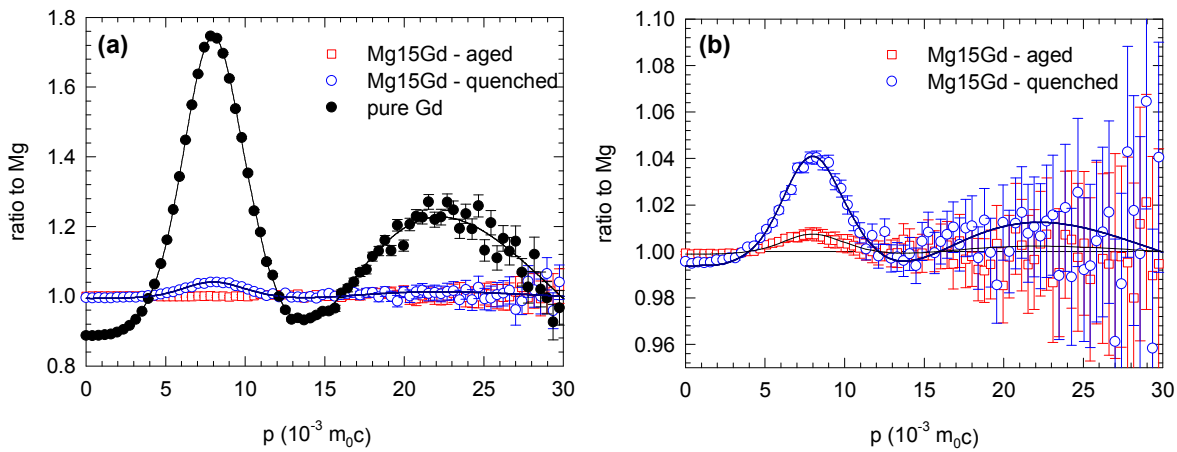 (a)
Mg15Gd - aged
Mg15Gd - quenched
pure Gd
ratio to Mg
1.8
1.6
1.4
1.2
1.0
0.8
0 5 10 15 20 25 30
p (10⁻³ m₀c)
(b)
Mg15Gd - aged
Mg15Gd - quenched
ratio to Mg
1.10
1.08
1.06
1.04
1.02
1.00
0.98
0.96
0 5 10 15 20 25 30
p (10⁻³ m₀c)